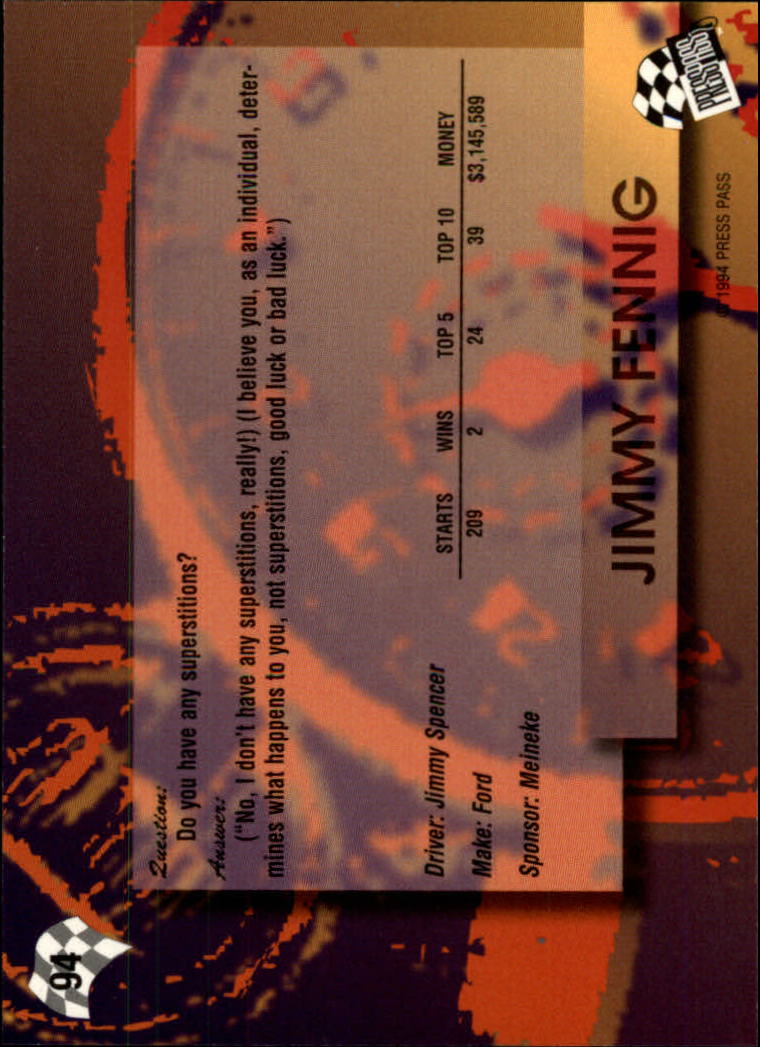 94
Question:
Do you have any superstitions?
Answer:
("No, I don't have any superstitions, really!) (I believe you, as an individual, deter-
mines what happens to you, not superstitions, good luck or bad luck.")
STARTS WINS TOP 5 TOP 10 MONEY
209 2 24 39 $3,145,589
Driver: Jimmy Spencer
Make: Ford
Sponsor: Meineke
JIMMY FENNIG
PRESS PASS
© 1994 PRESS PASS